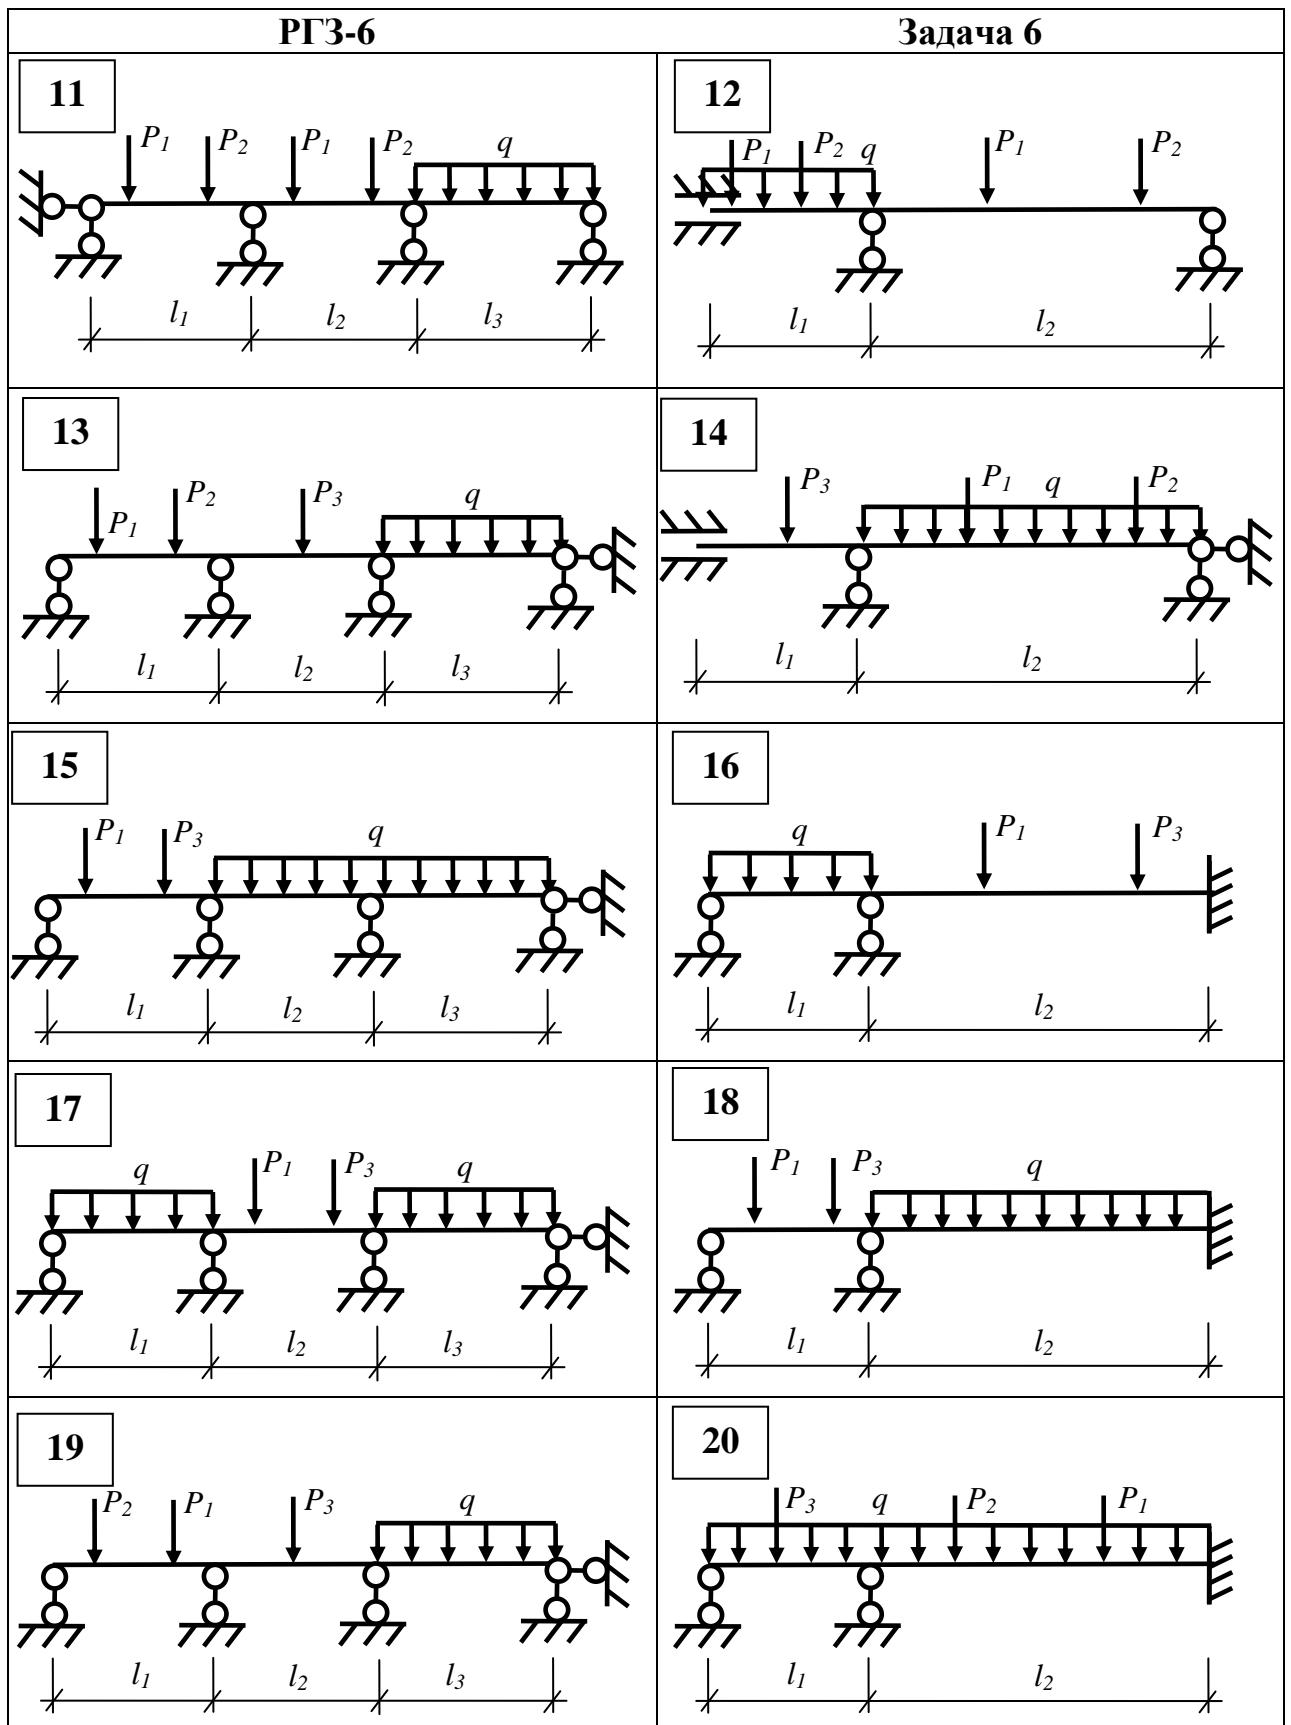 РГЗ-6 Задача 6
11
P1 P2 P1 P2 q
l1 l2 l3
12
P1 P2 q P1 P2
l1 l2
13
P1 P2 P3 q
l1 l2 l3
14
P3 P1 q P2
l1 l2
15
P1 P3 q
l1 l2 l3
16
q P1 P3
l1 l2
17
q P1 P3 q
l1 l2 l3
18
P1 P3 q
l1 l2
19
P2 P1 P3 q
l1 l2 l3
20
P3 q P2 P1
l1 l2